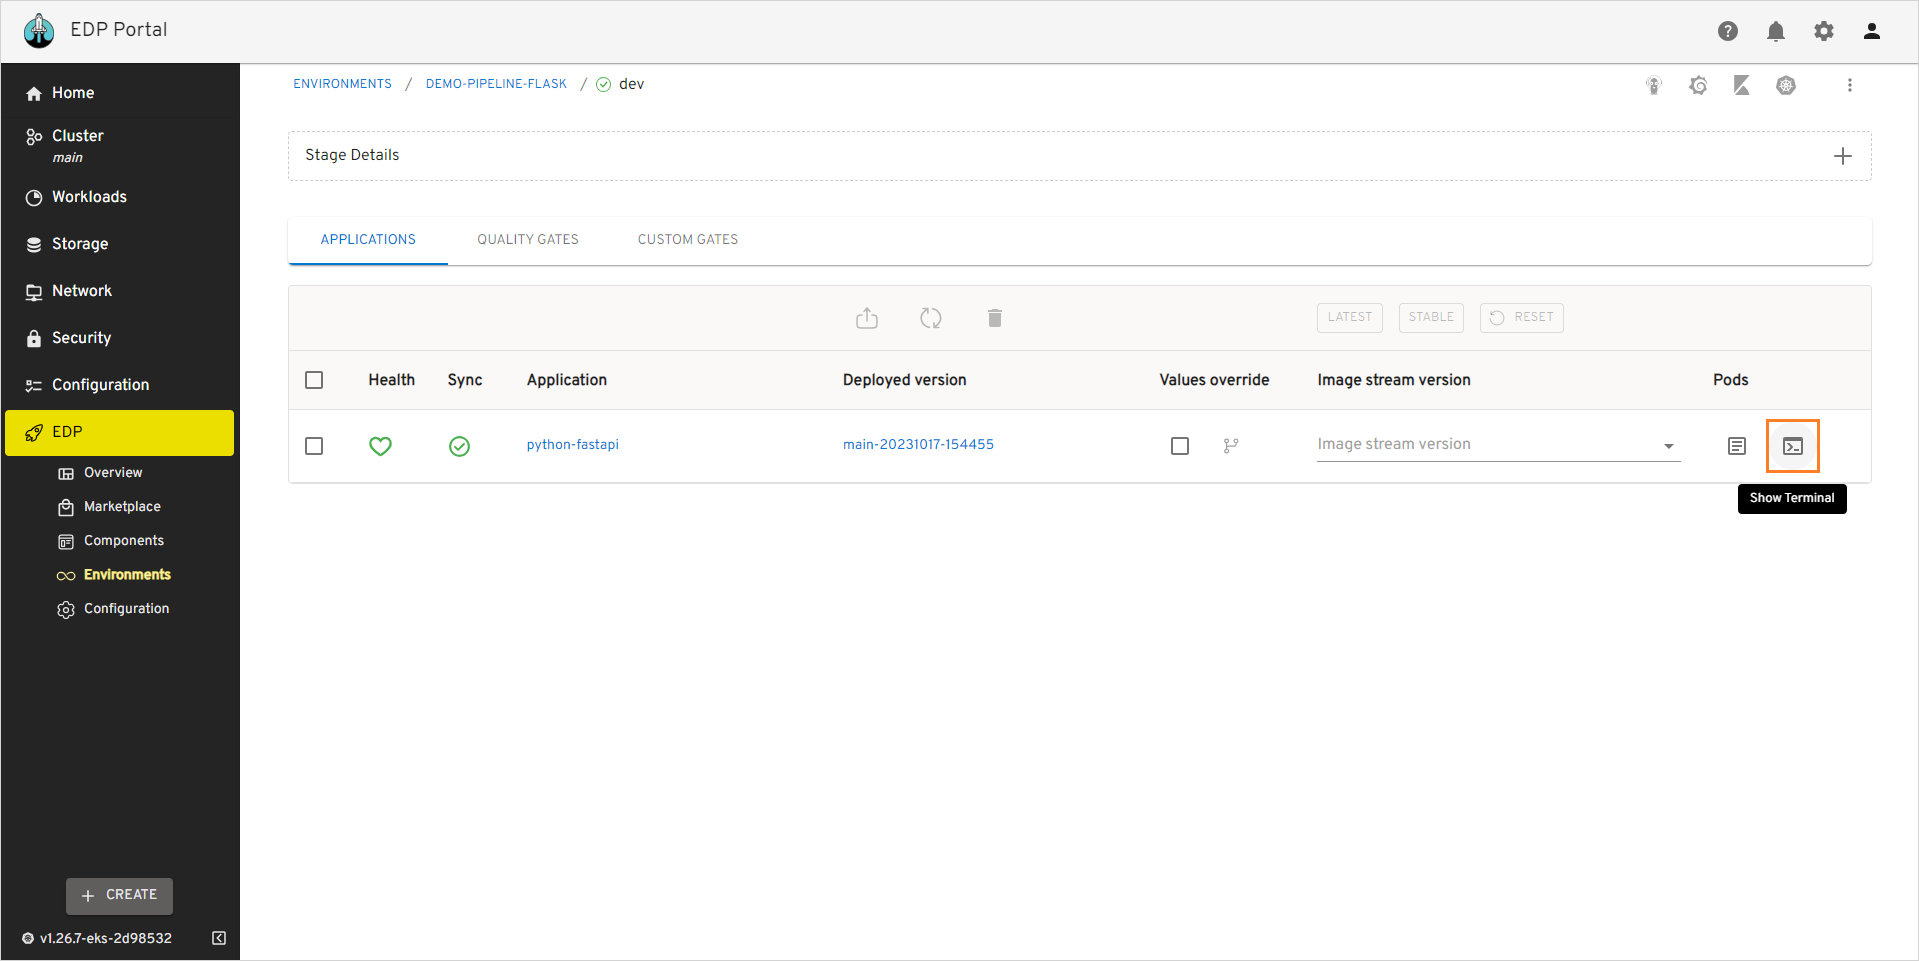 EDP Portal
Home
Cluster
main
Workloads
Storage
Network
Security
Configuration
EDP
Overview
Marketplace
Components
Environments
Configuration
CREATE
v1.26.7-eks-2d98532
ENVIRONMENTS / DEMO-PIPELINE-FLASK / dev
Stage Details
APPLICATIONS QUALITY GATES CUSTOM GATES
LATEST STABLE RESET
Health Sync Application Deployed version Values override Image stream version Pods
python-fastapi main-20231017-154455 Image stream version
Show Terminal